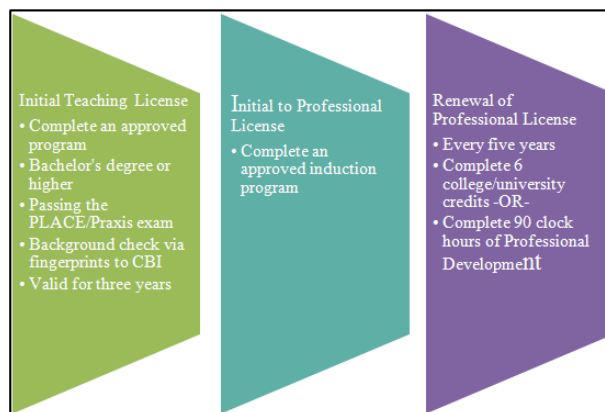 Initial Teaching License
• Complete an approved
program
• Bachelor's degree or
higher
• Passing the
PLACE/Praxis exam
• Background check via
fingerprints to CBI
• Valid for three years
Initial to Professional
License
• Complete an
approved induction
program
Renewal of
Professional License
• Every five years
• Complete 6
college/university
credits -OR-
• Complete 90 clock
hours of Professional
Development